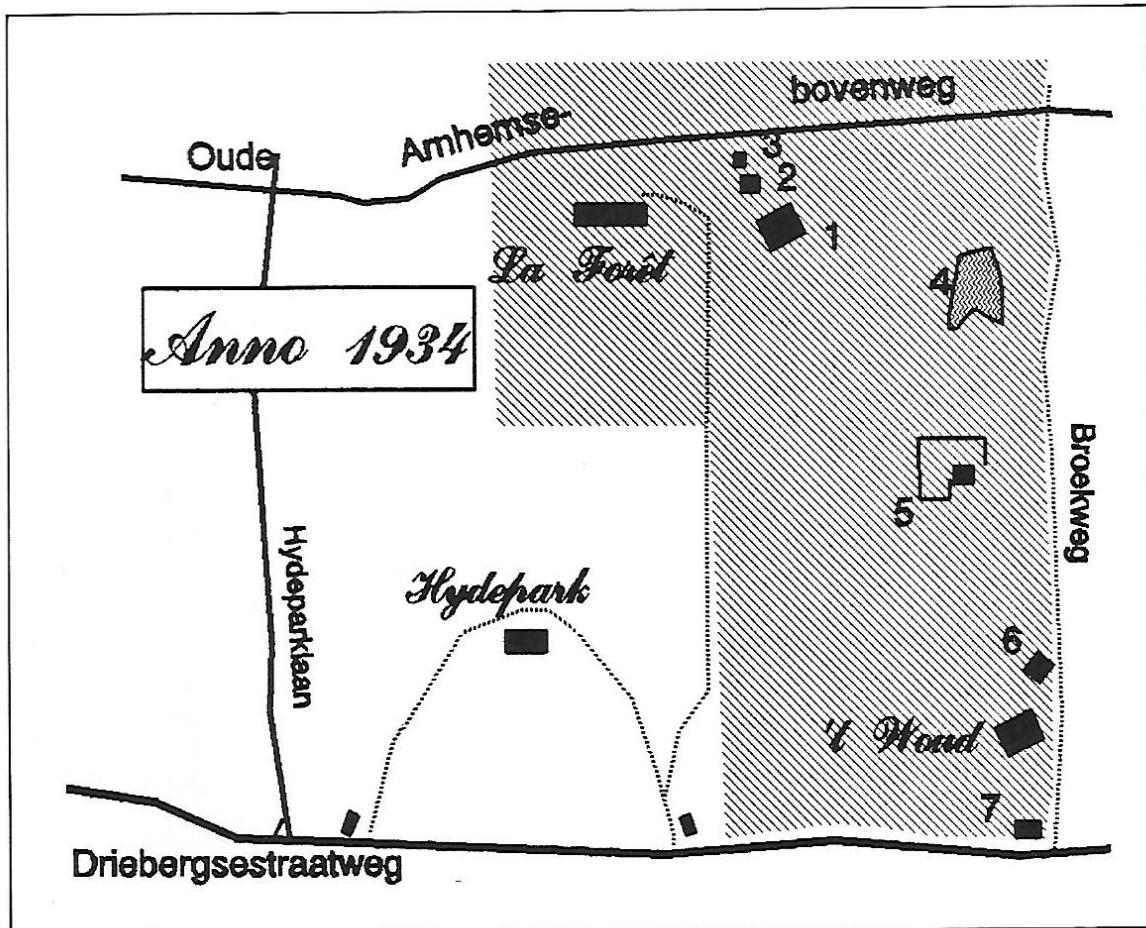 bovenweg
Arnhemse-
Oude
3
2
1
La Forêt
4
Anno 1934
Broekweg
5
Hydeparklaan
Hydepark
6
't Woud
7
Driebergsestraatweg